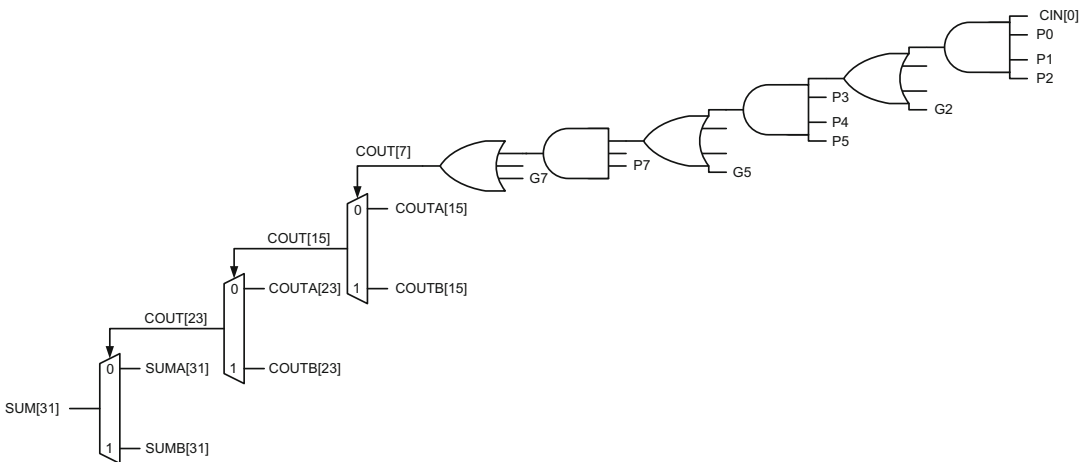 CIN[0]
P0
P1
P2
P3
P4
P5
G2
COUT[7]
P7
G5
G7
0
COUTA[15]
COUT[15]
0
COUTA[23]
1
COUTB[15]
COUT[23]
0
SUMA[31]
1
COUTB[23]
SUM[31]
1
SUMB[31]